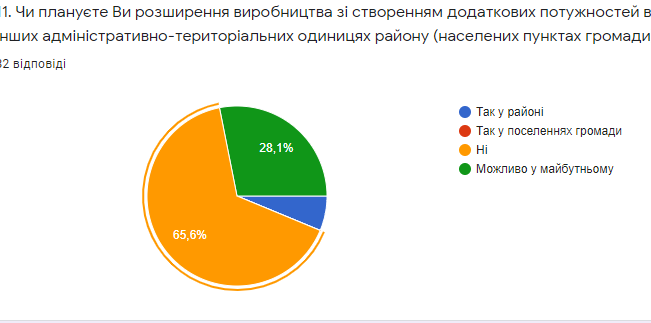 11. Чи плануєте Ви розширення виробництва зі створенням додаткових потужностей в
нших адміністративно-територіальних одиницях району (населених пунктах громади
32 відповіді
28,1%
65,6%
Так у районі
Так у поселеннях громади
Ні
Можливо у майбутньому